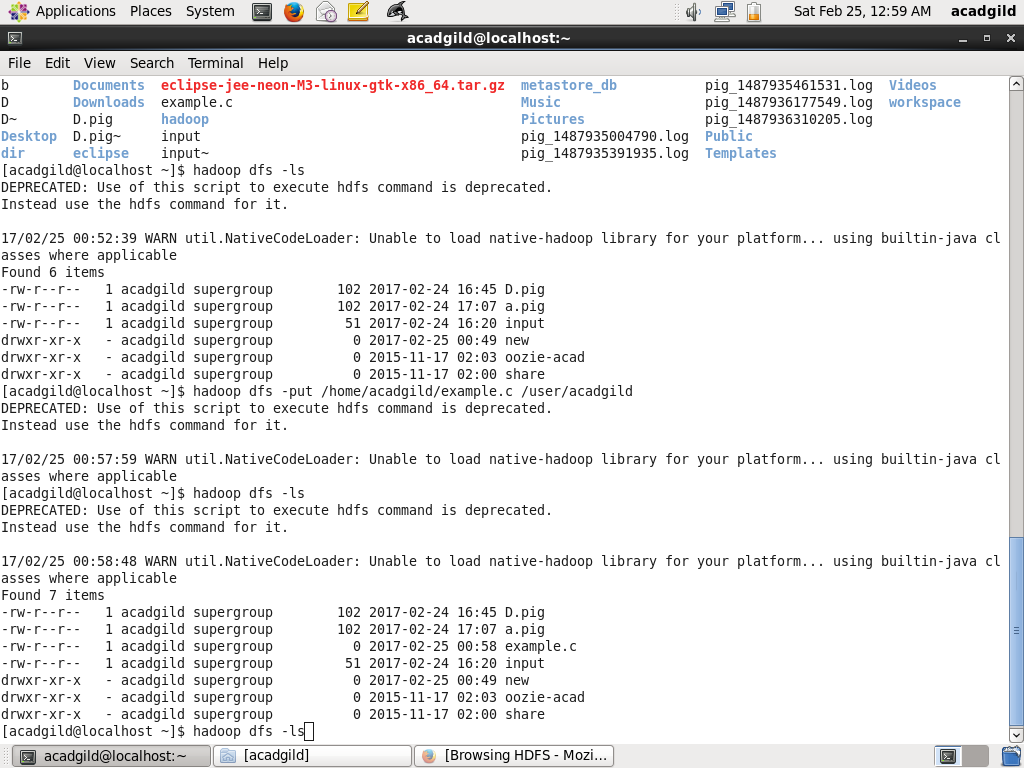 Applications Places System Sat Feb 25, 12:59 AM acadgild
acadgild@localhost:~
File Edit View Search Terminal Help
b Documents eclipse-jee-neon-M3-linux-gtk-x86_64.tar.gz metastore_db pig_1487935461531.log Videos
D Downloads example.c Music pig_1487936177549.log workspace
D~ D.pig hadoop Pictures pig_1487936310205.log
Desktop D.pig~ input pig_1487935004790.log Public
dir eclipse input~ pig_1487935391935.log Templates
[acadgild@localhost ~]$ hadoop dfs -ls
DEPRECATED: Use of this script to execute hdfs command is deprecated.
Instead use the hdfs command for it.
17/02/25 00:52:39 WARN util.NativeCodeLoader: Unable to load native-hadoop library for your platform... using builtin-java cl
asses where applicable
Found 6 items
-rw-r--r-- 1 acadgild supergroup 102 2017-02-24 16:45 D.pig
-rw-r--r-- 1 acadgild supergroup 102 2017-02-24 17:07 a.pig
-rw-r--r-- 1 acadgild supergroup 51 2017-02-24 16:20 input
drwxr-xr-x - acadgild supergroup 0 2017-02-25 00:49 new
drwxr-xr-x - acadgild supergroup 0 2015-11-17 02:03 oozie-acad
drwxr-xr-x - acadgild supergroup 0 2015-11-17 02:00 share
[acadgild@localhost ~]$ hadoop dfs -put /home/acadgild/example.c /user/acadgild
DEPRECATED: Use of this script to execute hdfs command is deprecated.
Instead use the hdfs command for it.
17/02/25 00:57:59 WARN util.NativeCodeLoader: Unable to load native-hadoop library for your platform... using builtin-java cl
asses where applicable
[acadgild@localhost ~]$ hadoop dfs -ls
DEPRECATED: Use of this script to execute hdfs command is deprecated.
Instead use the hdfs command for it.
17/02/25 00:58:48 WARN util.NativeCodeLoader: Unable to load native-hadoop library for your platform... using builtin-java cl
asses where applicable
Found 7 items
-rw-r--r-- 1 acadgild supergroup 102 2017-02-24 16:45 D.pig
-rw-r--r-- 1 acadgild supergroup 102 2017-02-24 17:07 a.pig
-rw-r--r-- 1 acadgild supergroup 0 2017-02-25 00:58 example.c
-rw-r--r-- 1 acadgild supergroup 51 2017-02-24 16:20 input
drwxr-xr-x - acadgild supergroup 0 2017-02-25 00:49 new
drwxr-xr-x - acadgild supergroup 0 2015-11-17 02:03 oozie-acad
drwxr-xr-x - acadgild supergroup 0 2015-11-17 02:00 share
[acadgild@localhost ~]$ hadoop dfs -ls
acadgild@localhost:~ [acadgild] [Browsing HDFS - Mozi...